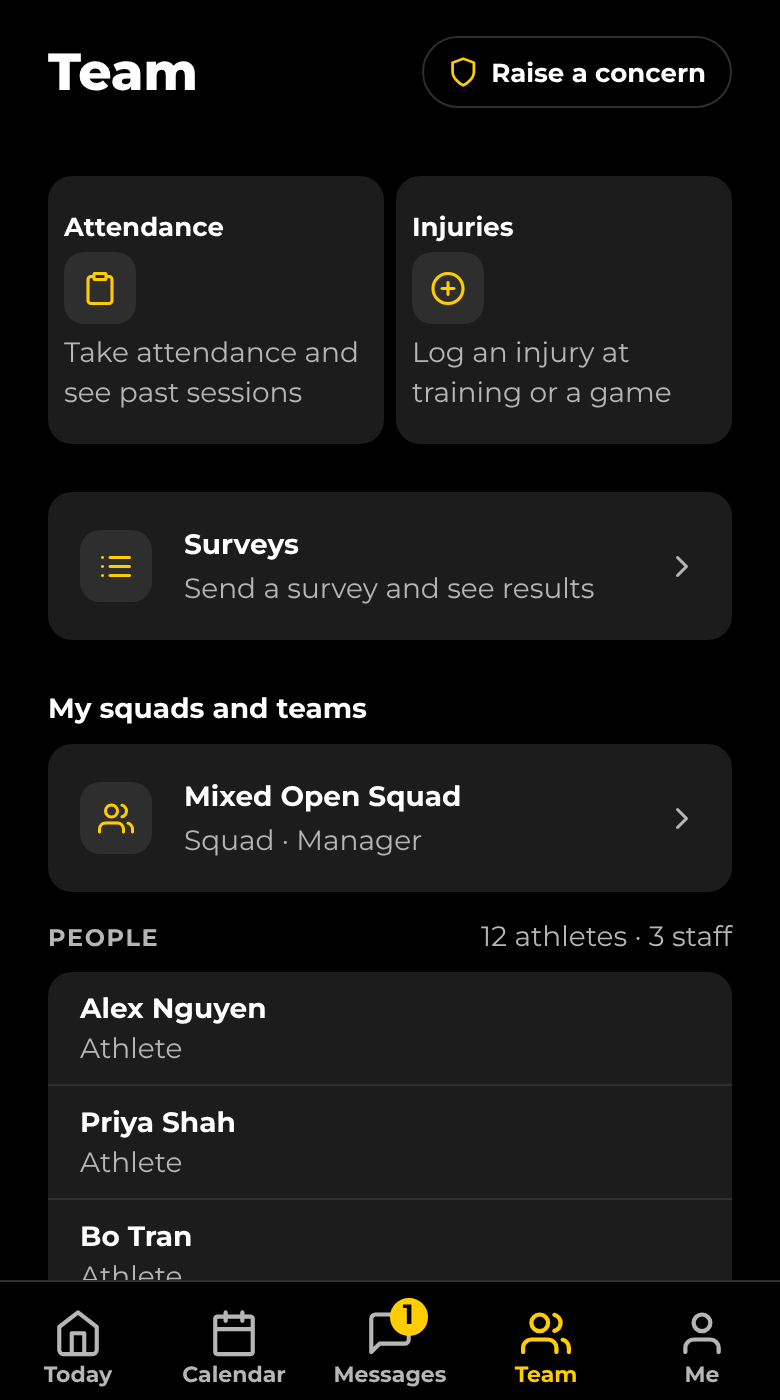 Team
Raise a concern
Attendance
Take attendance and
see past sessions
Injuries
Log an injury at
training or a game
Surveys
Send a survey and see results
My squads and teams
Mixed Open Squad
Squad · Manager
PEOPLE
12 athletes · 3 staff
Alex Nguyen
Athlete
Priya Shah
Athlete
Bo Tran
Athlete
1
Today
Calendar
Messages
Team
Me